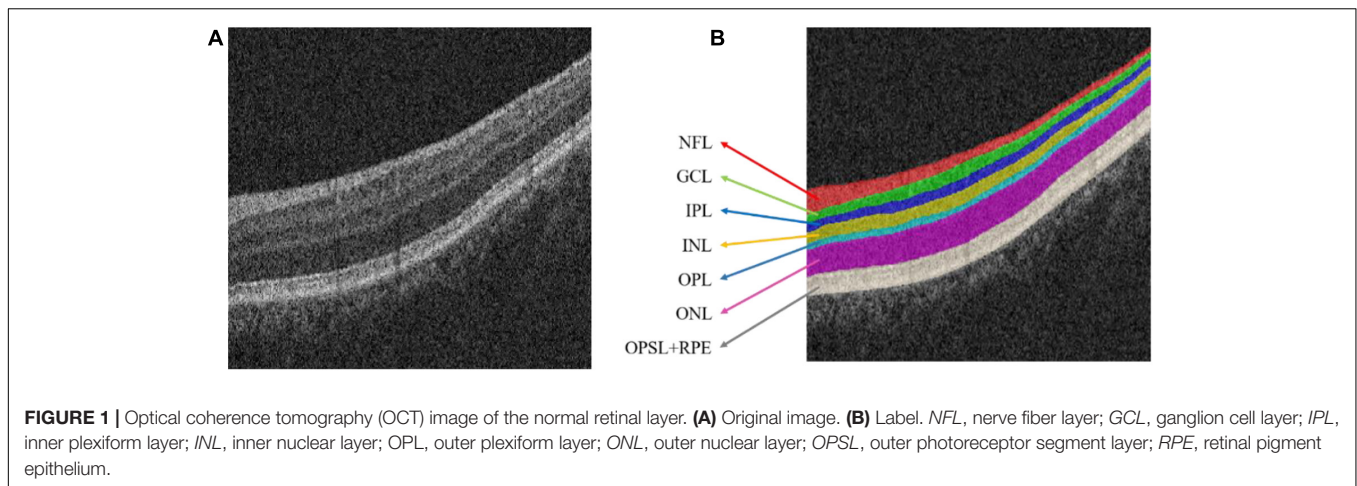 A
B
NFL
GCL
IPL
INL
OPL
ONL
OPSL+RPE
FIGURE 1 | Optical coherence tomography (OCT) image of the normal retinal layer. (A) Original image. (B) Label. NFL, nerve fiber layer; GCL, ganglion cell layer; IPL,
inner plexiform layer; INL, inner nuclear layer; OPL, outer plexiform layer; ONL, outer nuclear layer; OPSL, outer photoreceptor segment layer; RPE, retinal pigment
epithelium.